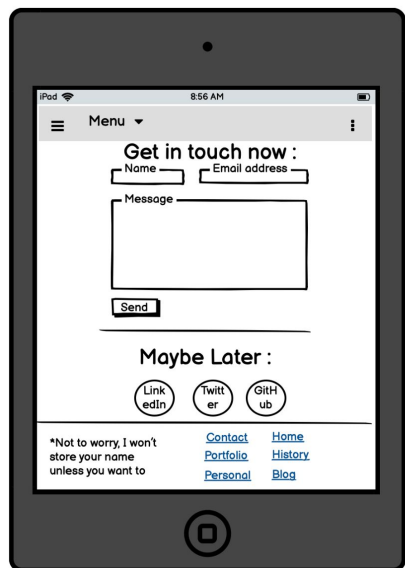 iPad 8:56 AM
Menu
Get in touch now :
Name Email address
Message
Send
Maybe Later :
Link
edIn
Twitt
er
GitH
ub
*Not to worry, I won't
store your name
unless you want to
Contact Home
Portfolio History
Personal Blog